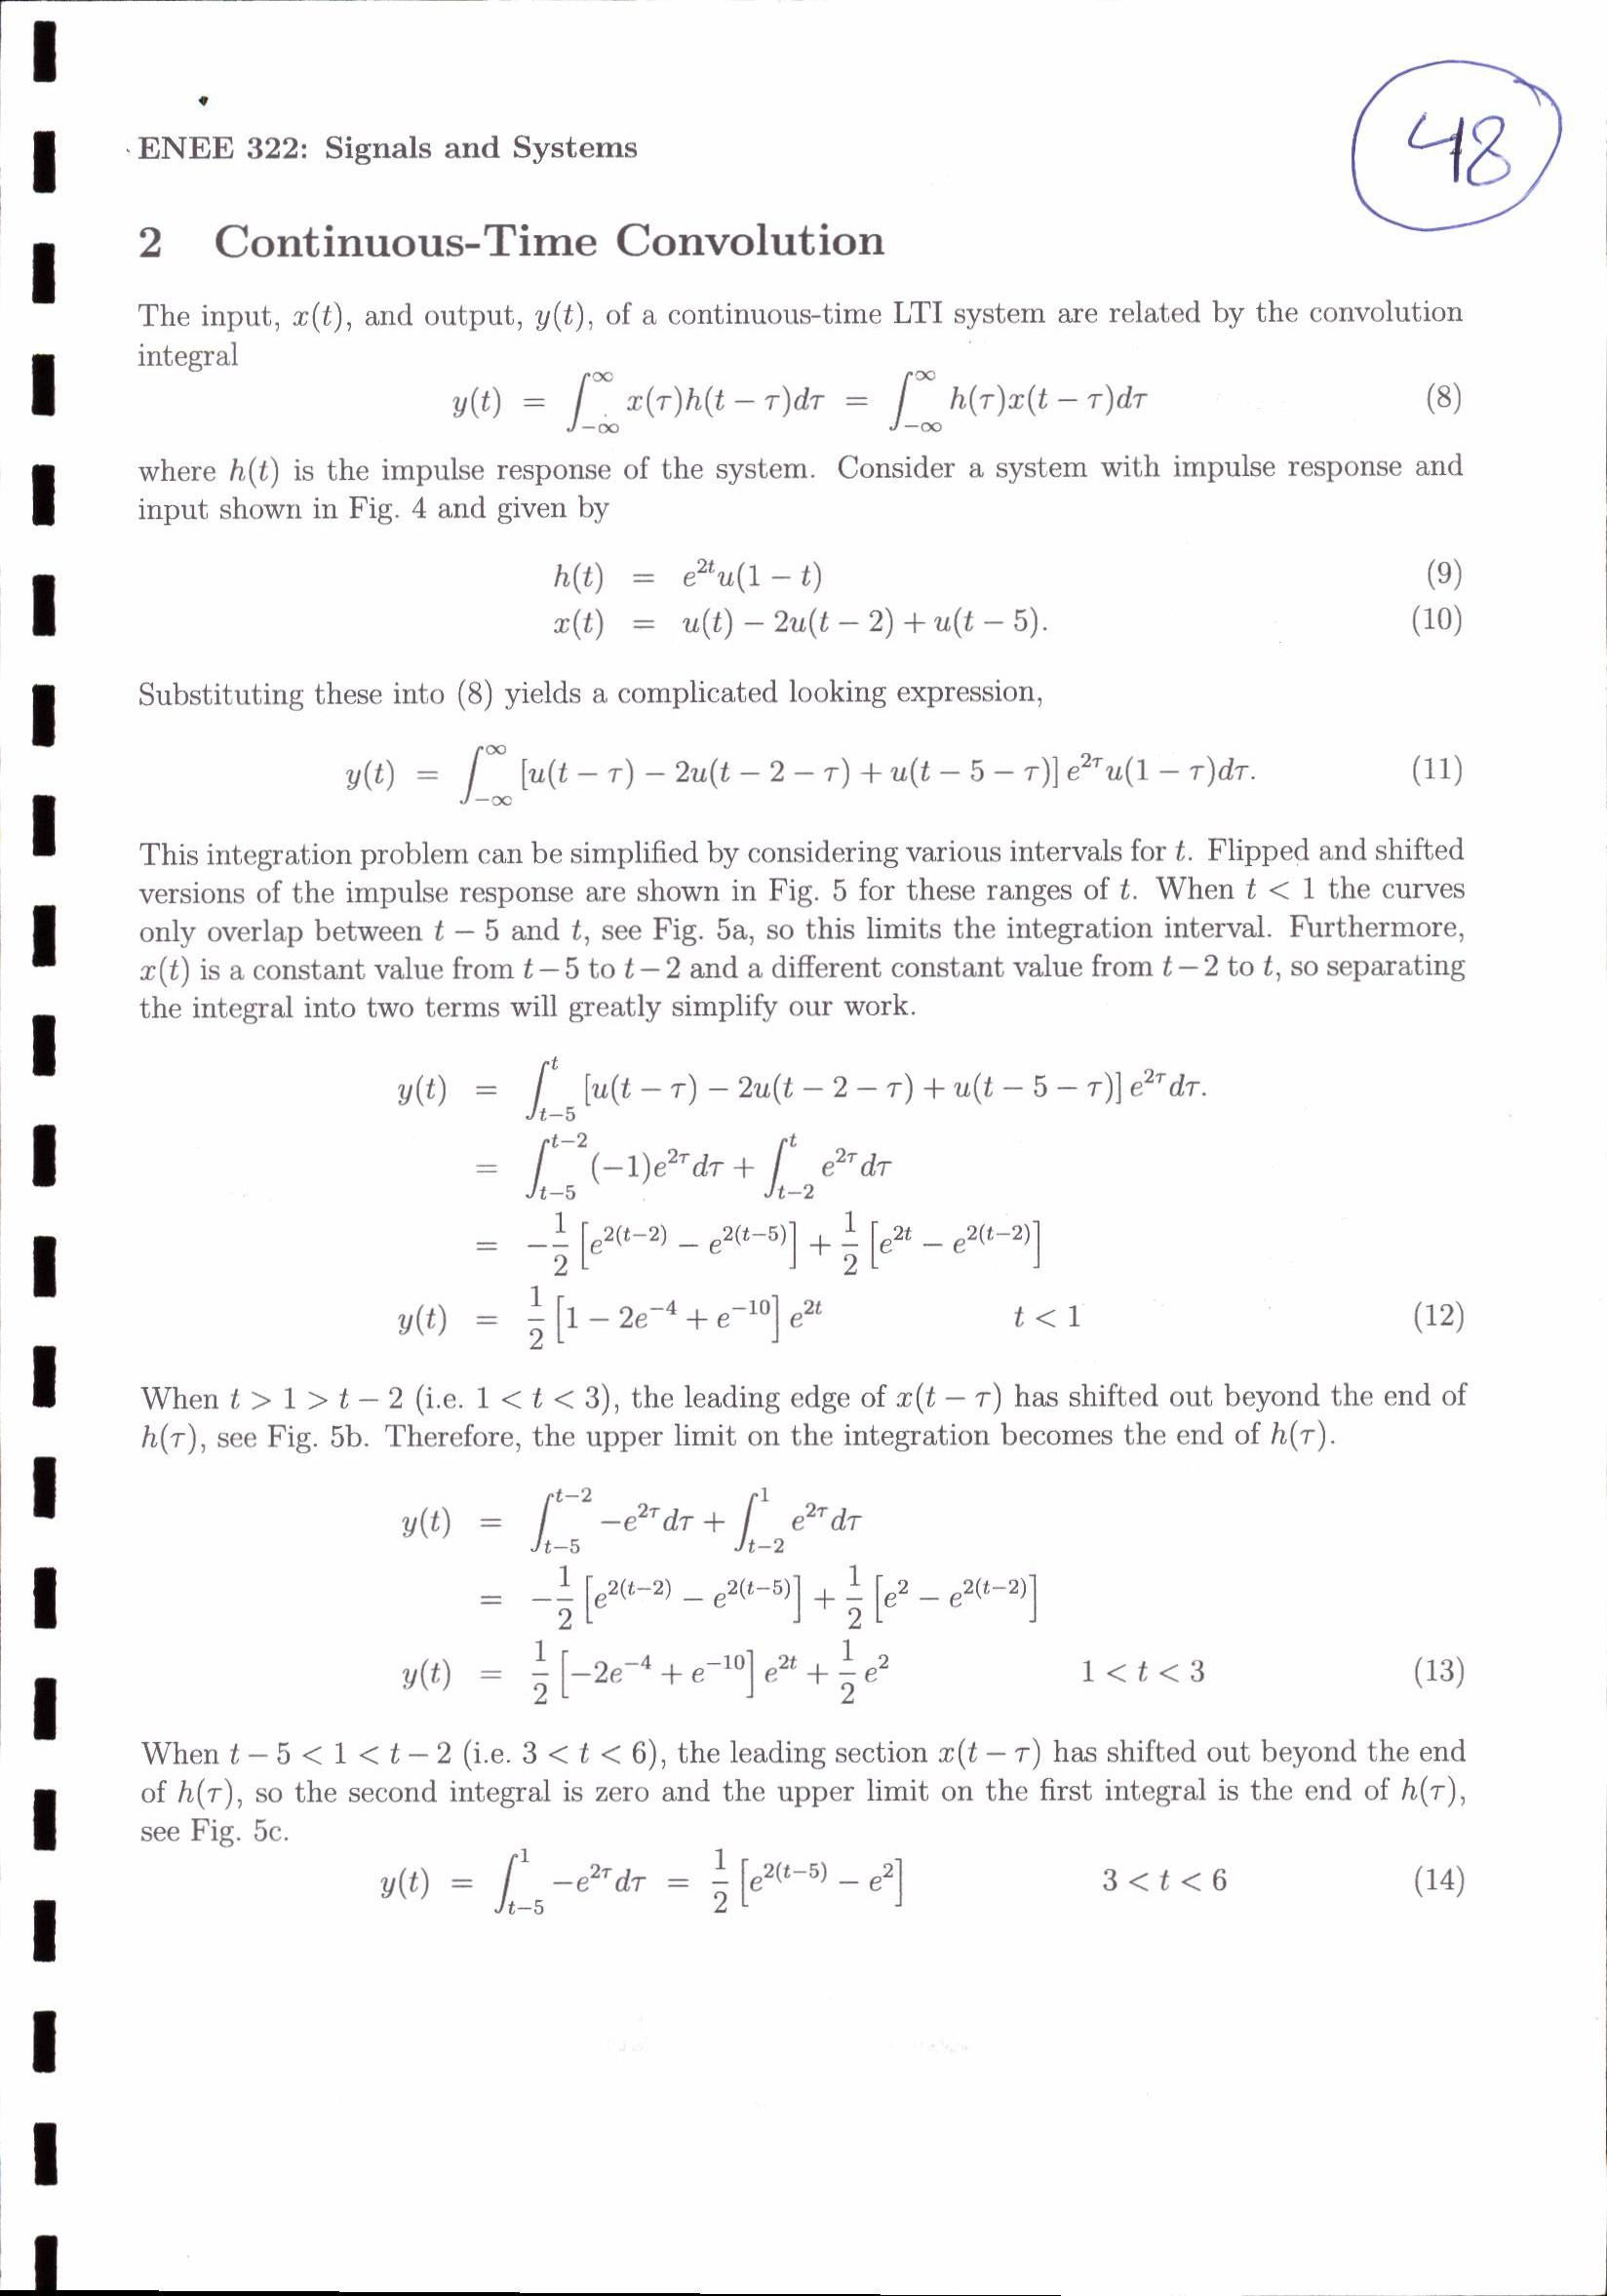 48
ENEE 322: Signals and Systems
2 Continuous-Time Convolution
The input, x(t), and output, y(t), of a continuous-time LTI system are related by the convolution
integral
y(t) = ∫_{-∞}^{∞} x(τ)h(t − τ)dτ = ∫_{-∞}^{∞} h(τ)x(t − τ)dτ (8)
where h(t) is the impulse response of the system. Consider a system with impulse response and
input shown in Fig. 4 and given by
h(t) = e^{2t}u(1 − t) (9)
x(t) = u(t) − 2u(t − 2) + u(t − 5). (10)
Substituting these into (8) yields a complicated looking expression,
y(t) = ∫_{-∞}^{∞} [u(t − τ) − 2u(t − 2 − τ) + u(t − 5 − τ)] e^{2τ}u(1 − τ)dτ. (11)
This integration problem can be simplified by considering various intervals for t. Flipped and shifted
versions of the impulse response are shown in Fig. 5 for these ranges of t. When t < 1 the curves
only overlap between t − 5 and t, see Fig. 5a, so this limits the integration interval. Furthermore,
x(t) is a constant value from t − 5 to t − 2 and a different constant value from t − 2 to t, so separating
the integral into two terms will greatly simplify our work.
y(t) = ∫_{t−5}^{t} [u(t − τ) − 2u(t − 2 − τ) + u(t − 5 − τ)] e^{2τ}dτ.
= ∫_{t−5}^{t−2} (−1)e^{2τ}dτ + ∫_{t−2}^{t} e^{2τ}dτ
= −1/2 [e^{2(t−2)} − e^{2(t−5)}] + 1/2 [e^{2t} − e^{2(t−2)}]
y(t) = 1/2 [1 − 2e^{−4} + e^{−10}] e^{2t} t < 1 (12)
When t > 1 > t − 2 (i.e. 1 < t < 3), the leading edge of x(t − τ) has shifted out beyond the end of
h(τ), see Fig. 5b. Therefore, the upper limit on the integration becomes the end of h(τ).
y(t) = ∫_{t−5}^{t−2} −e^{2τ}dτ + ∫_{t−2}^{1} e^{2τ}dτ
= −1/2 [e^{2(t−2)} − e^{2(t−5)}] + 1/2 [e^{2} − e^{2(t−2)}]
y(t) = 1/2 [−2e^{−4} + e^{−10}] e^{2t} + 1/2 e^{2} 1 < t < 3 (13)
When t − 5 < 1 < t − 2 (i.e. 3 < t < 6), the leading section x(t − τ) has shifted out beyond the end
of h(τ), so the second integral is zero and the upper limit on the first integral is the end of h(τ),
see Fig. 5c.
y(t) = ∫_{t−5}^{1} −e^{2τ}dτ = 1/2 [e^{2(t−5)} − e^{2}] 3 < t < 6 (14)